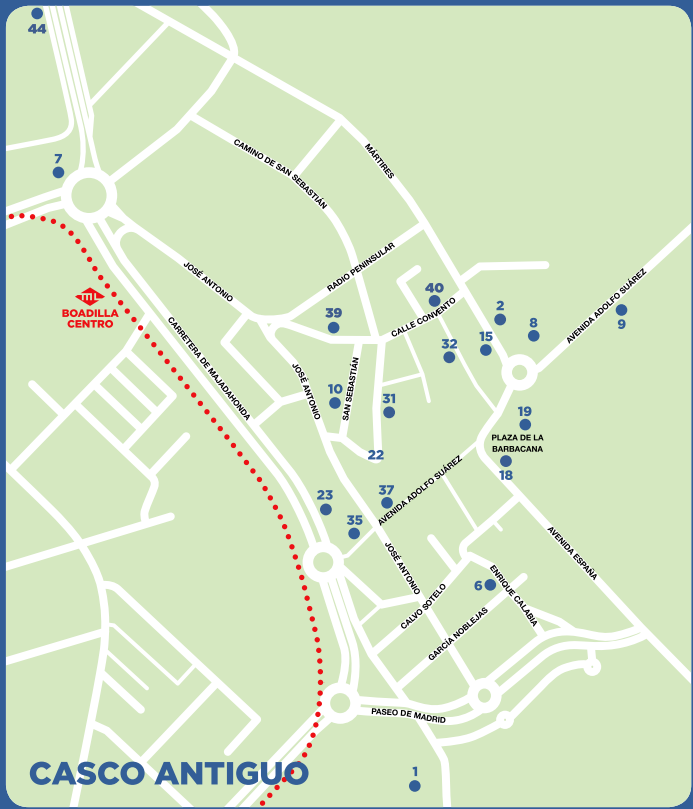 44
7
CAMINO DE SAN SEBASTIÁN
MÁRTIRES
JOSÉ ANTONIO
RADIO PENINSULAR
ML
BOADILLA
CENTRO
40
39
CALLE CONVENTO
2
8
AVENIDA ADOLFO SUÁREZ
9
15
32
CARRETERA DE MAJADAHONDA
JOSÉ ANTONIO
SAN SEBASTIÁN
10
31
19
PLAZA DE LA
BARBACANA
22
18
AVENIDA ADOLFO SUÁREZ
37
23
35
AVENIDA ESPAÑA
JOSÉ ANTONIO
6
ENRIQUE CALABIA
CALVO SOTELO
GARCÍA NOBLEJAS
PASEO DE MADRID
CASCO ANTIGUO
1